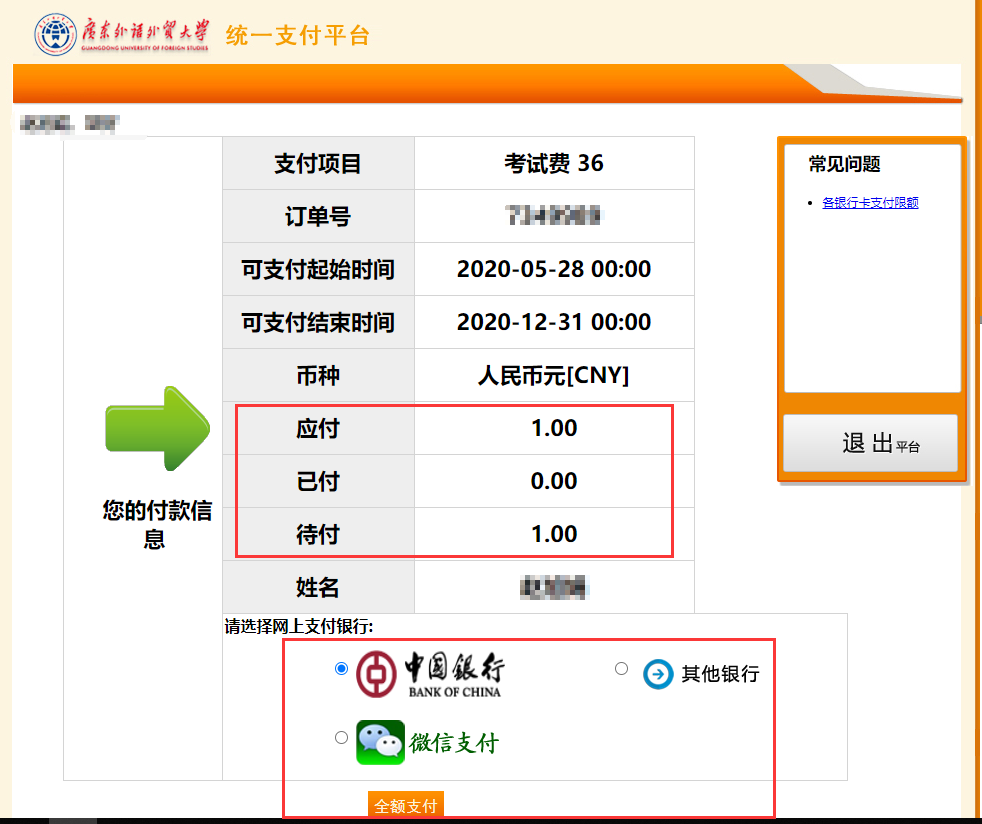 广东外语外贸大学 统一支付平台
GUANGDONG UNIVERSITY OF FOREIGN STUDIES
支付项目 考试费 36
订单号
可支付起始时间 2020-05-28 00:00
可支付结束时间 2020-12-31 00:00
币种 人民币元[CNY]
应付 1.00
已付 0.00
待付 1.00
姓名
您的付款信
息
请选择网上支付银行:
中国银行
BANK OF CHINA
其他银行
微信支付
全额支付
常见问题
各银行卡支付限额
退 出平台